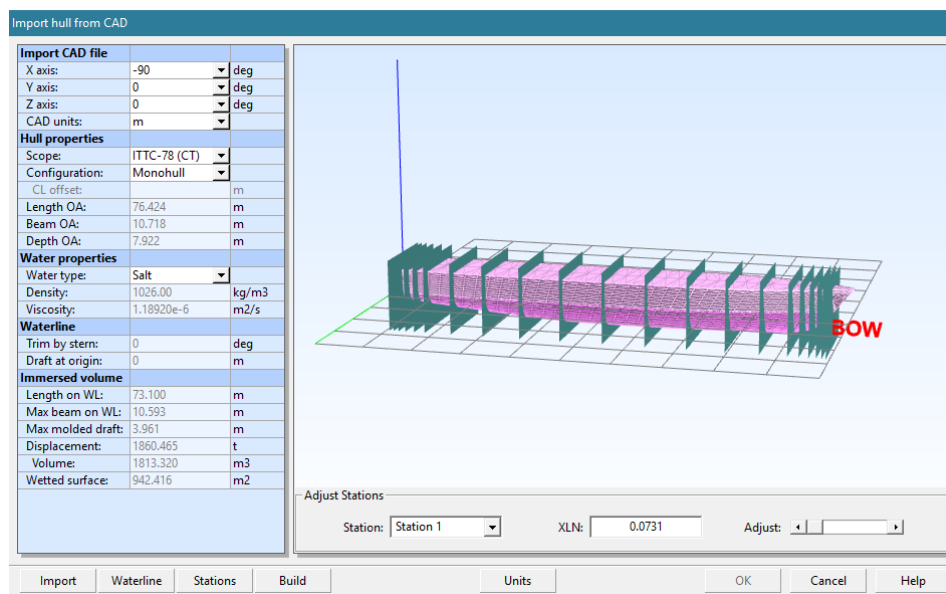 Import hull from CAD
Import CAD file
X axis: -90 deg
Y axis: 0 deg
Z axis: 0 deg
CAD units: m
Hull properties
Scope: ITTC-78 (CT)
Configuration: Monohull
CL offset: m
Length OA: 76.424 m
Beam OA: 10.718 m
Depth OA: 7.922 m
Water properties
Water type: Salt
Density: 1026.00 kg/m3
Viscosity: 1.18920e-6 m2/s
Waterline
Trim by stern: 0 deg
Draft at origin: 0 m
Immersed volume
Length on WL: 73.100 m
Max beam on WL: 10.593 m
Max molded draft: 3.961 m
Displacement: 1860.465 t
Volume: 1813.320 m3
Wetted surface: 942.416 m2
BOW
Adjust Stations
Station: Station 1 XLN: 0.0731 Adjust:
Import Waterline Stations Build Units OK Cancel Help